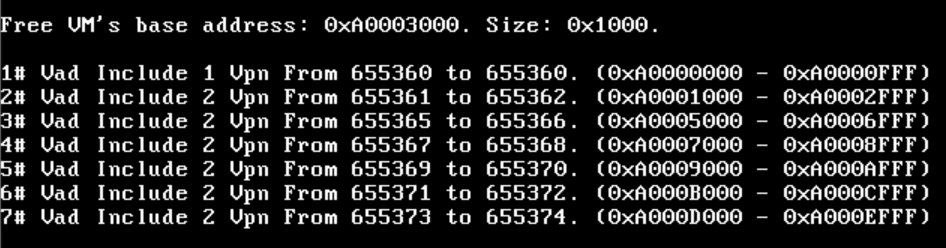 Free VM's base address: 0xA0003000. Size: 0x1000.
1# Vad Include 1 Vpn From 655360 to 655360. (0xA0000000 - 0xA0000FFF)
2# Vad Include 2 Vpn From 655361 to 655362. (0xA0001000 - 0xA0002FFF)
3# Vad Include 2 Vpn From 655365 to 655366. (0xA0005000 - 0xA0006FFF)
4# Vad Include 2 Vpn From 655367 to 655368. (0xA0007000 - 0xA0008FFF)
5# Vad Include 2 Vpn From 655369 to 655370. (0xA0009000 - 0xA000AFFF)
6# Vad Include 2 Vpn From 655371 to 655372. (0xA000B000 - 0xA000CFFF)
7# Vad Include 2 Vpn From 655373 to 655374. (0xA000D000 - 0xA000EFFF)